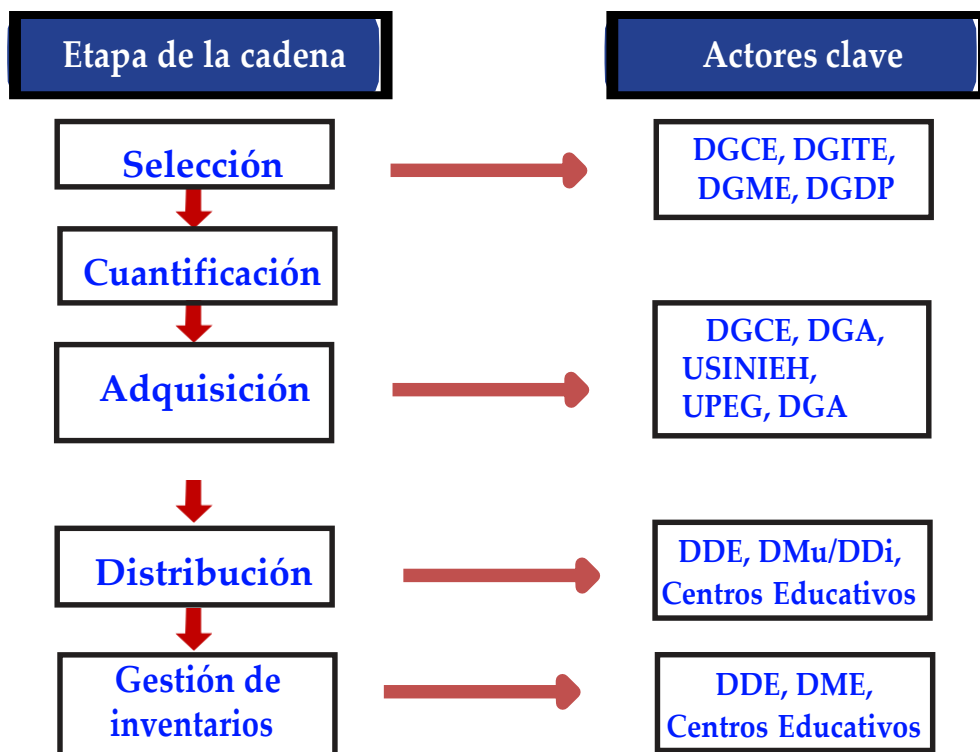 Etapa de la cadena
Actores clave
Selección
DGCE, DGITE,
DGME, DGDP
Cuantificación
Adquisición
DGCE, DGA,
USINIEH,
UPEG, DGA
Distribución
DDE, DMu/DDi,
Centros Educativos
Gestión de
inventarios
DDE, DME,
Centros Educativos